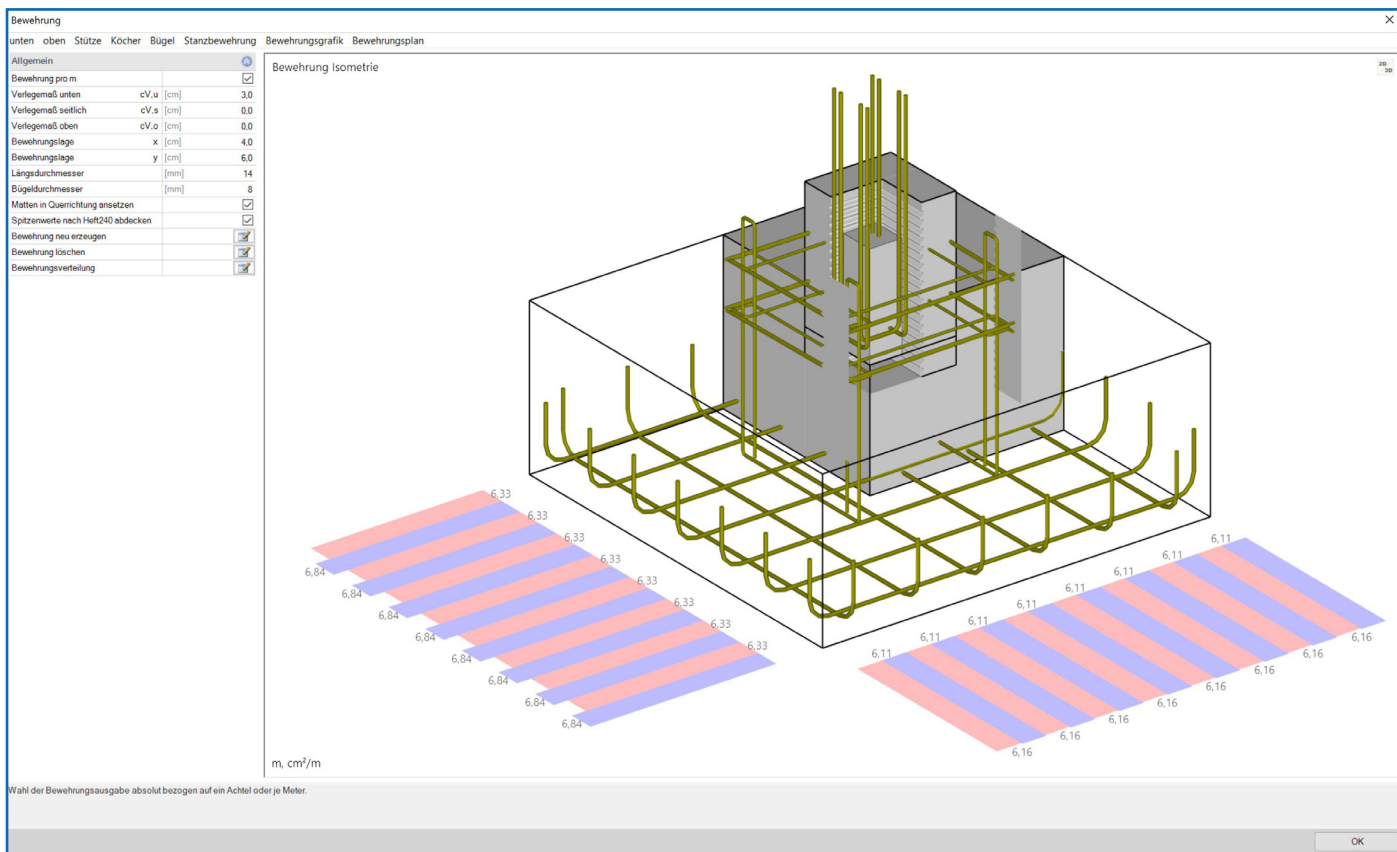 Bewehrung
unten oben Stütze Köcher Bügel Stanzbewehrung Bewehrungsgrafik Bewehrungsplan
Allgemein
Bewehrung pro m
Verlegemaß unten cV,u [cm] 3,0
Verlegemaß seitlich cV,s [cm] 0,0
Verlegemaß oben cV,o [cm] 0,0
Bewehrungslage x [cm] 4,0
Bewehrungslage y [cm] 6,0
Längsdurchmesser [mm] 14
Bügeldurchmesser [mm] 8
Matten in Querrichtung ansetzen
Spitzenwerte nach Heft240 abdecken
Bewehrung neu erzeugen
Bewehrung löschen
Bewehrungsverteilung
Bewehrung Isometrie
2D
3D
6,33
6,33
6,33
6,33
6,33
6,33
6,33
6,33
6,84
6,84
6,84
6,84
6,84
6,84
6,84
6,84
6,11
6,11
6,11
6,11
6,11
6,11
6,11
6,11
6,16
6,16
6,16
6,16
6,16
6,16
6,16
6,16
m, cm²/m
Wahl der Bewehrungsausgabe absolut bezogen auf ein Achtel oder je Meter.
OK